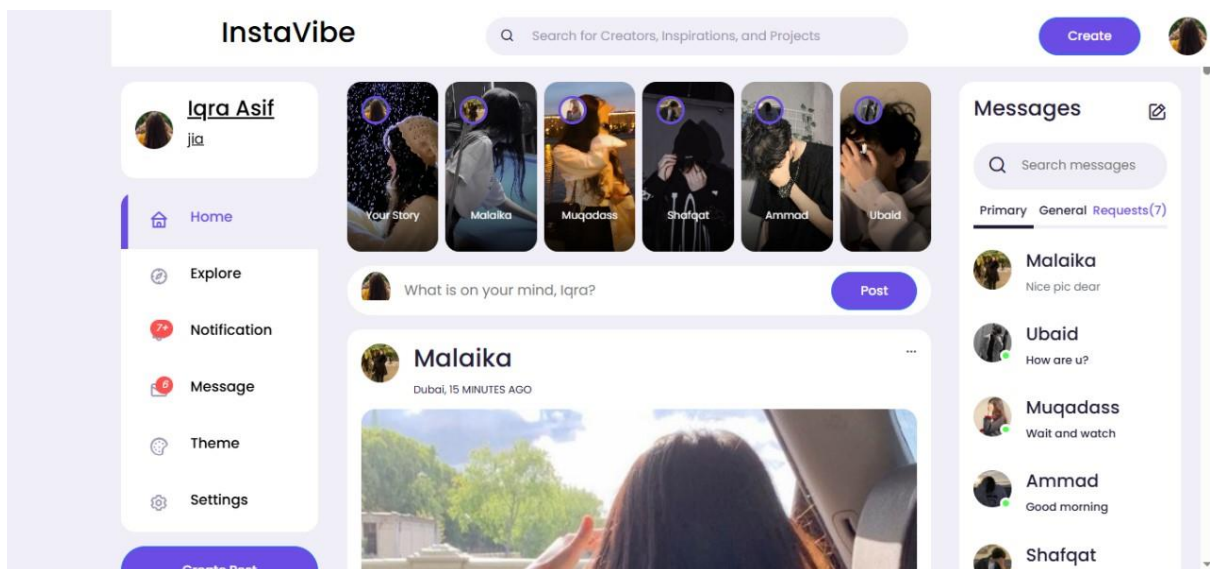 InstaVibe
Search for Creators, Inspirations, and Projects
Create
Iqra Asif
jia
Home
Explore
7+
Notification
6
Message
Theme
Settings
Create Post
Your Story
Malaika
Muqadass
Shafqat
Ammad
Ubaid
What is on your mind, Iqra?
Post
Malaika
Dubai, 15 MINUTES AGO
Messages
Search messages
Primary General Requests(7)
Malaika
Nice pic dear
Ubaid
How are u?
Muqadass
Wait and watch
Ammad
Good morning
Shafqat